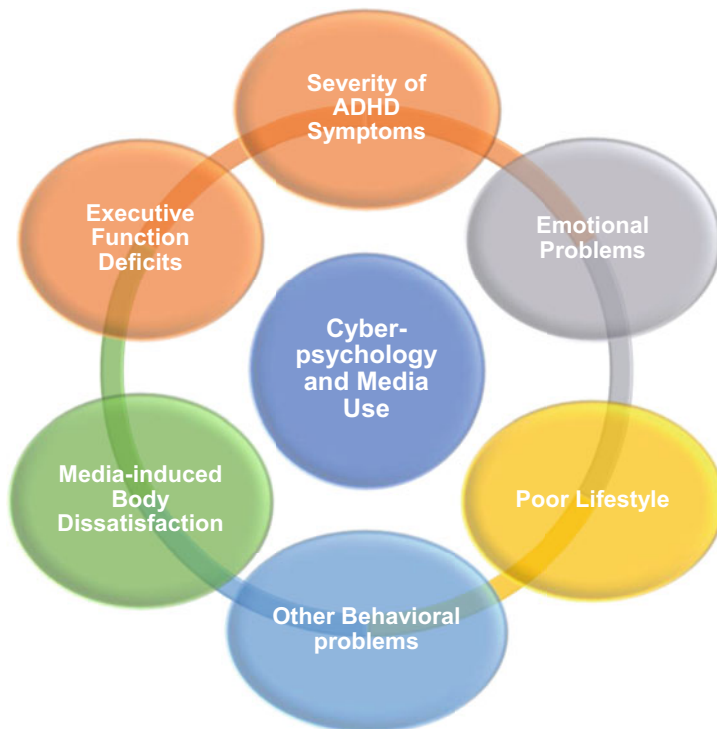 Severity of
ADHD
Symptoms
Executive
Function
Deficits
Emotional
Problems
Cyber-
psychology
and Media
Use
Media-induced
Body
Dissatisfaction
Poor Lifestyle
Other Behavioral
problems